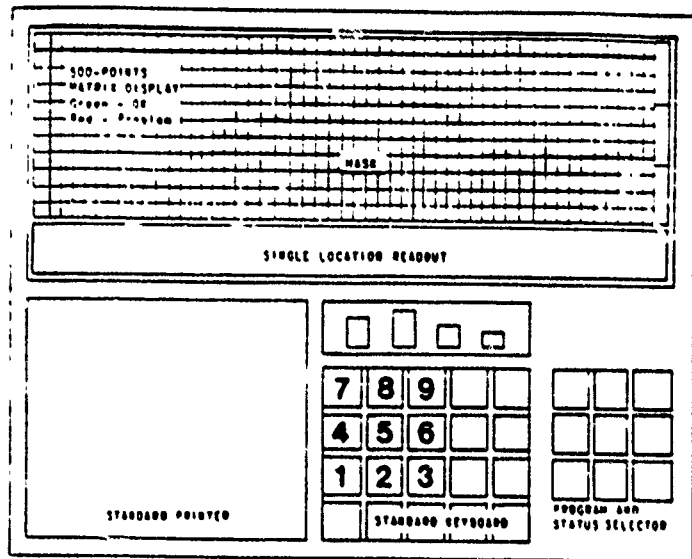 500-POINTS
MATRIX DISPLAY
Green - OK
Red - Problem
MASK
SINGLE LOCATION READOUT
7 8 9
4 5 6
1 2 3
STANDARD PRINTER
STANDARD KEYBOARD
PROGRAM AND
STATUS SELECTOR